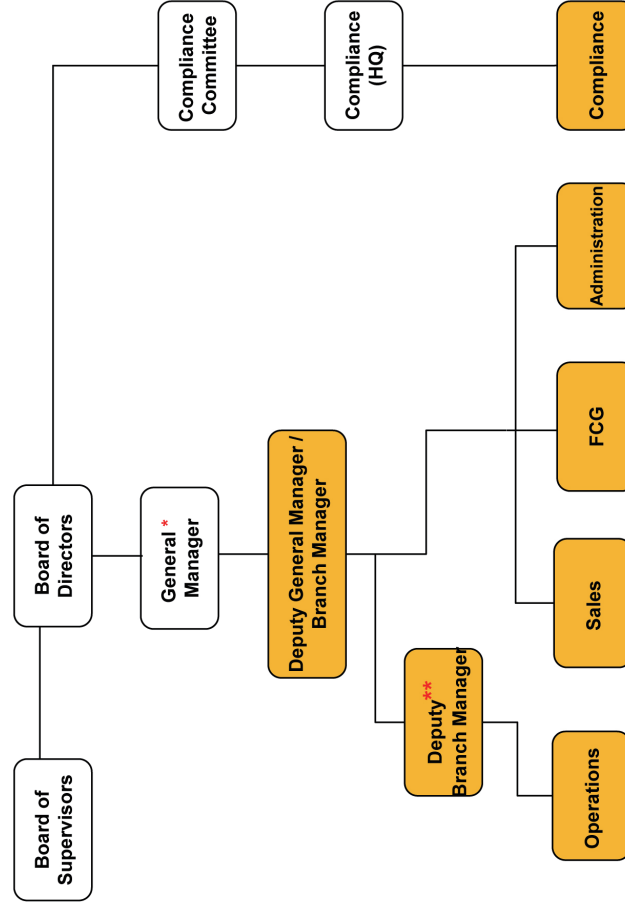 Board of
Supervisors
Board of
Directors
General *
Manager
Deputy General Manager /
Branch Manager
Deputy**
Branch Manager
Compliance
Committee
Compliance
(HQ)
Operations
Sales
FCG
Administration
Compliance